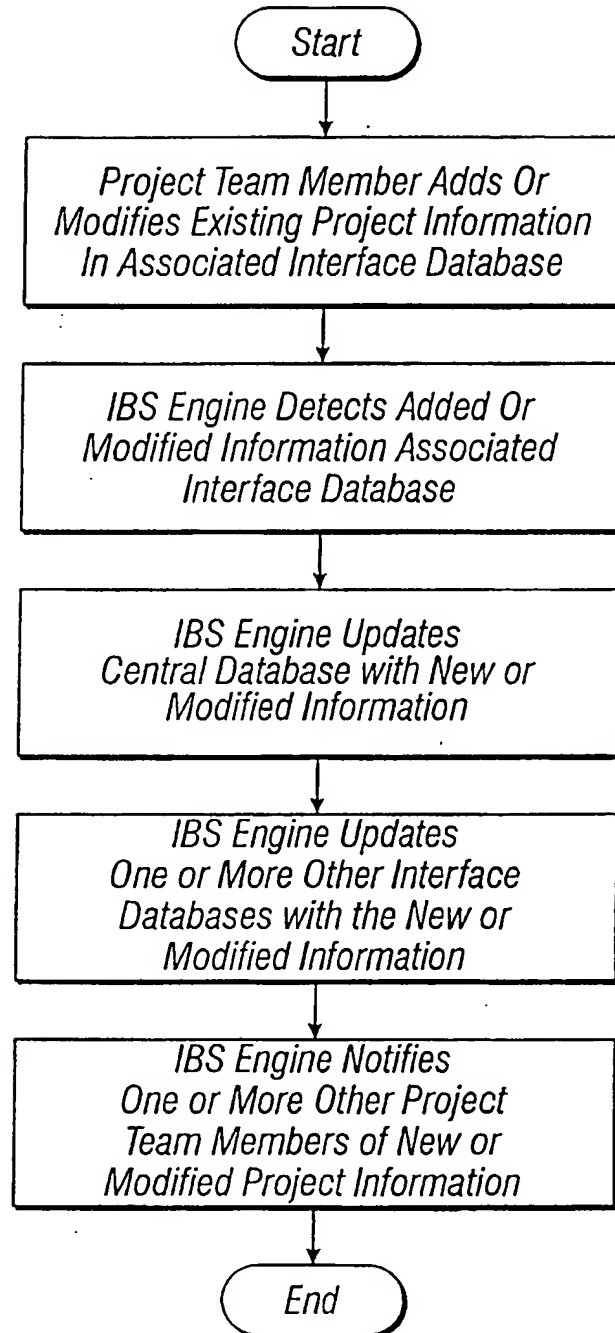 Start
Project Team Member Adds Or
Modifies Existing Project Information
In Associated Interface Database
IBS Engine Detects Added Or
Modified Information Associated
Interface Database
IBS Engine Updates
Central Database with New or
Modified Information
IBS Engine Updates
One or More Other Interface
Databases with the New or
Modified Information
IBS Engine Notifies
One or More Other Project
Team Members of New or
Modified Project Information
End